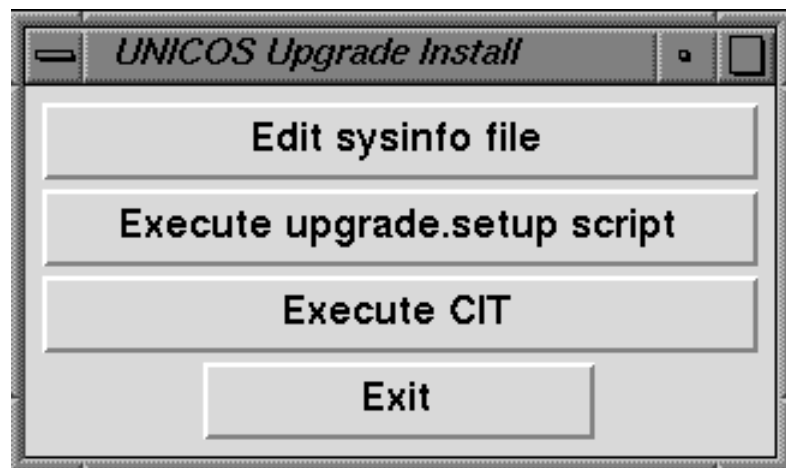 UNICOS Upgrade Install
Edit sysinfo file
Execute upgrade.setup script
Execute CIT
Exit